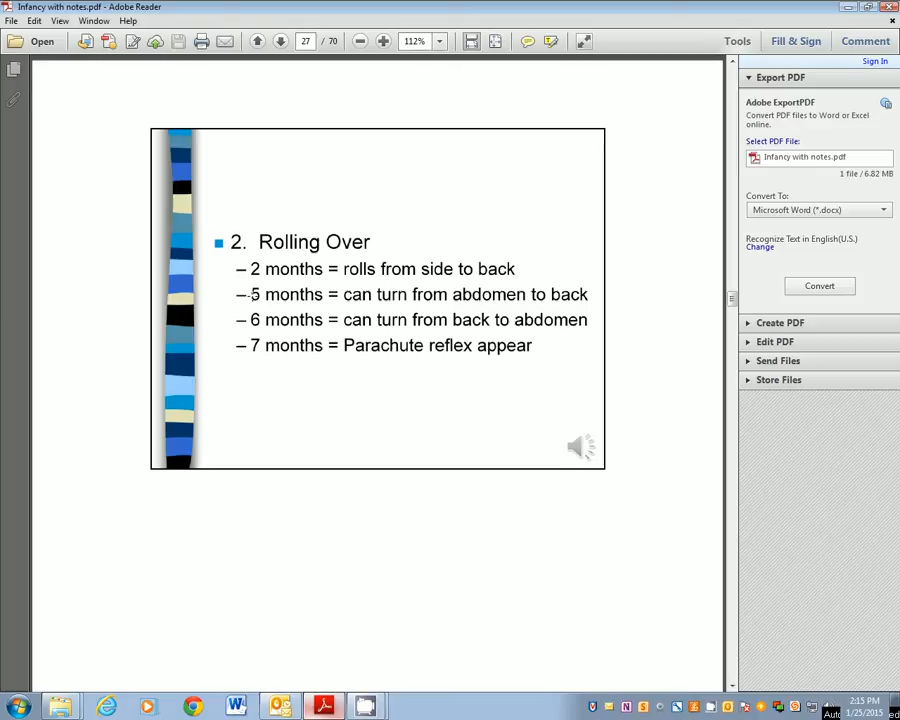 Infancy with notes.pdf - Adobe Reader
File Edit View Window Help
Open 27 / 70 112% Tools Fill & Sign Comment
Sign In
Export PDF
Adobe ExportPDF
Convert PDF files to Word or Excel
online.
Select PDF File:
Infancy with notes.pdf
1 file / 6.82 MB
Convert To:
Microsoft Word (*.docx)
Recognize Text in English(U.S.)
Change
Convert
Create PDF
Edit PDF
Send Files
Store Files
2. Rolling Over
– 2 months = rolls from side to back
– 5 months = can turn from abdomen to back
– 6 months = can turn from back to abdomen
– 7 months = Parachute reflex appear
2:15 PM
1/25/2015